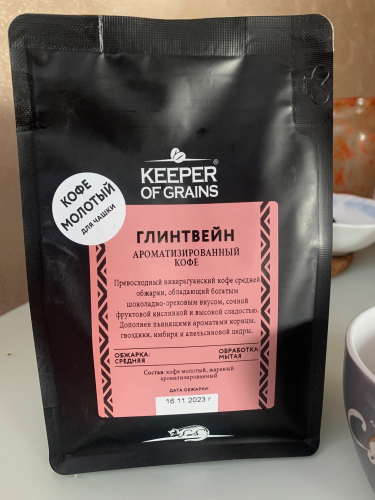 KEEPER
OF GRAINS
КОФЕ
МОЛОТЫЙ
ДЛЯ ЧАШКИ
ГЛИНТВЕЙН
АРОМАТИЗИРОВАННЫЙ
КОФЕ
Превосходный никарагуанский кофе средней
обжарки, обладающий богатым
шоколадно-ореховым вкусом, сочной
фруктовой кислинкой и высокой сладостью.
Дополнен пьянящими ароматами корицы,
гвоздики, имбиря и апельсиновой цедры.
ОБЖАРКА: ОБРАБОТКА:
СРЕДНЯЯ МЫТАЯ
Состав: кофе молотый, жареный
ароматизированный
ДАТА ОБЖАРКИ:
16.11.2023 г